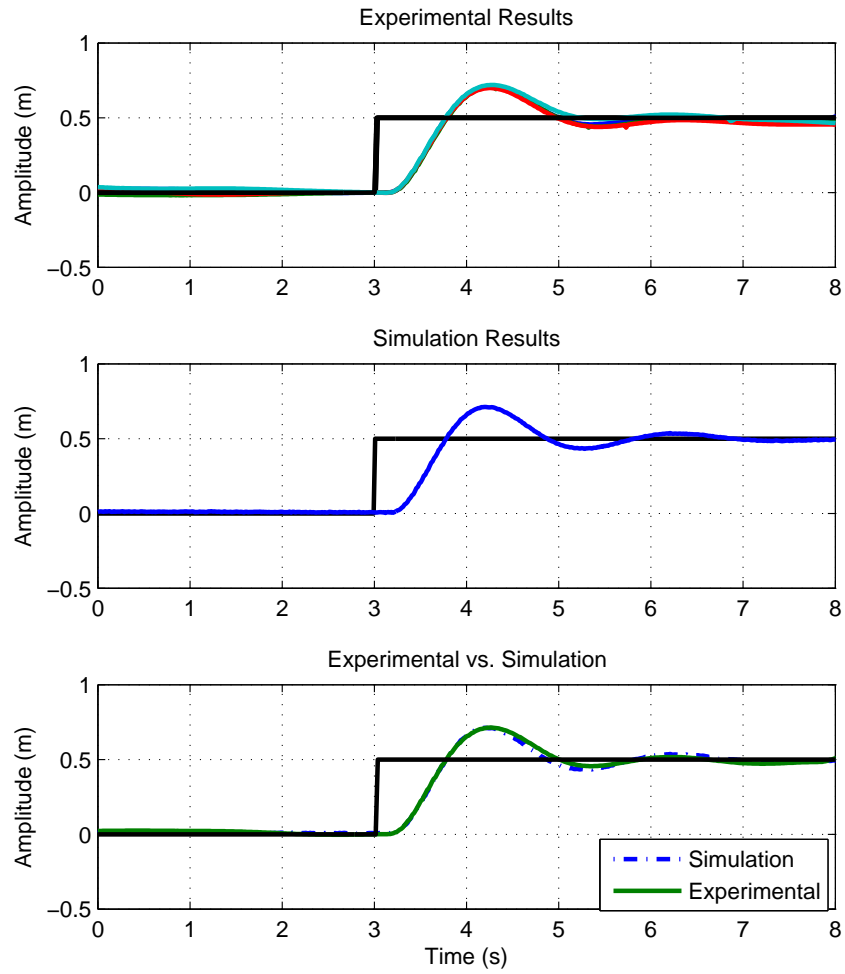 Experimental Results
1
0.5
0
−0.5
Amplitude (m)
0 1 2 3 4 5 6 7 8
Simulation Results
1
0.5
0
−0.5
Amplitude (m)
0 1 2 3 4 5 6 7 8
Experimental vs. Simulation
1
0.5
0
−0.5
Amplitude (m)
0 1 2 3 4 5 6 7 8
Time (s)
Simulation
Experimental